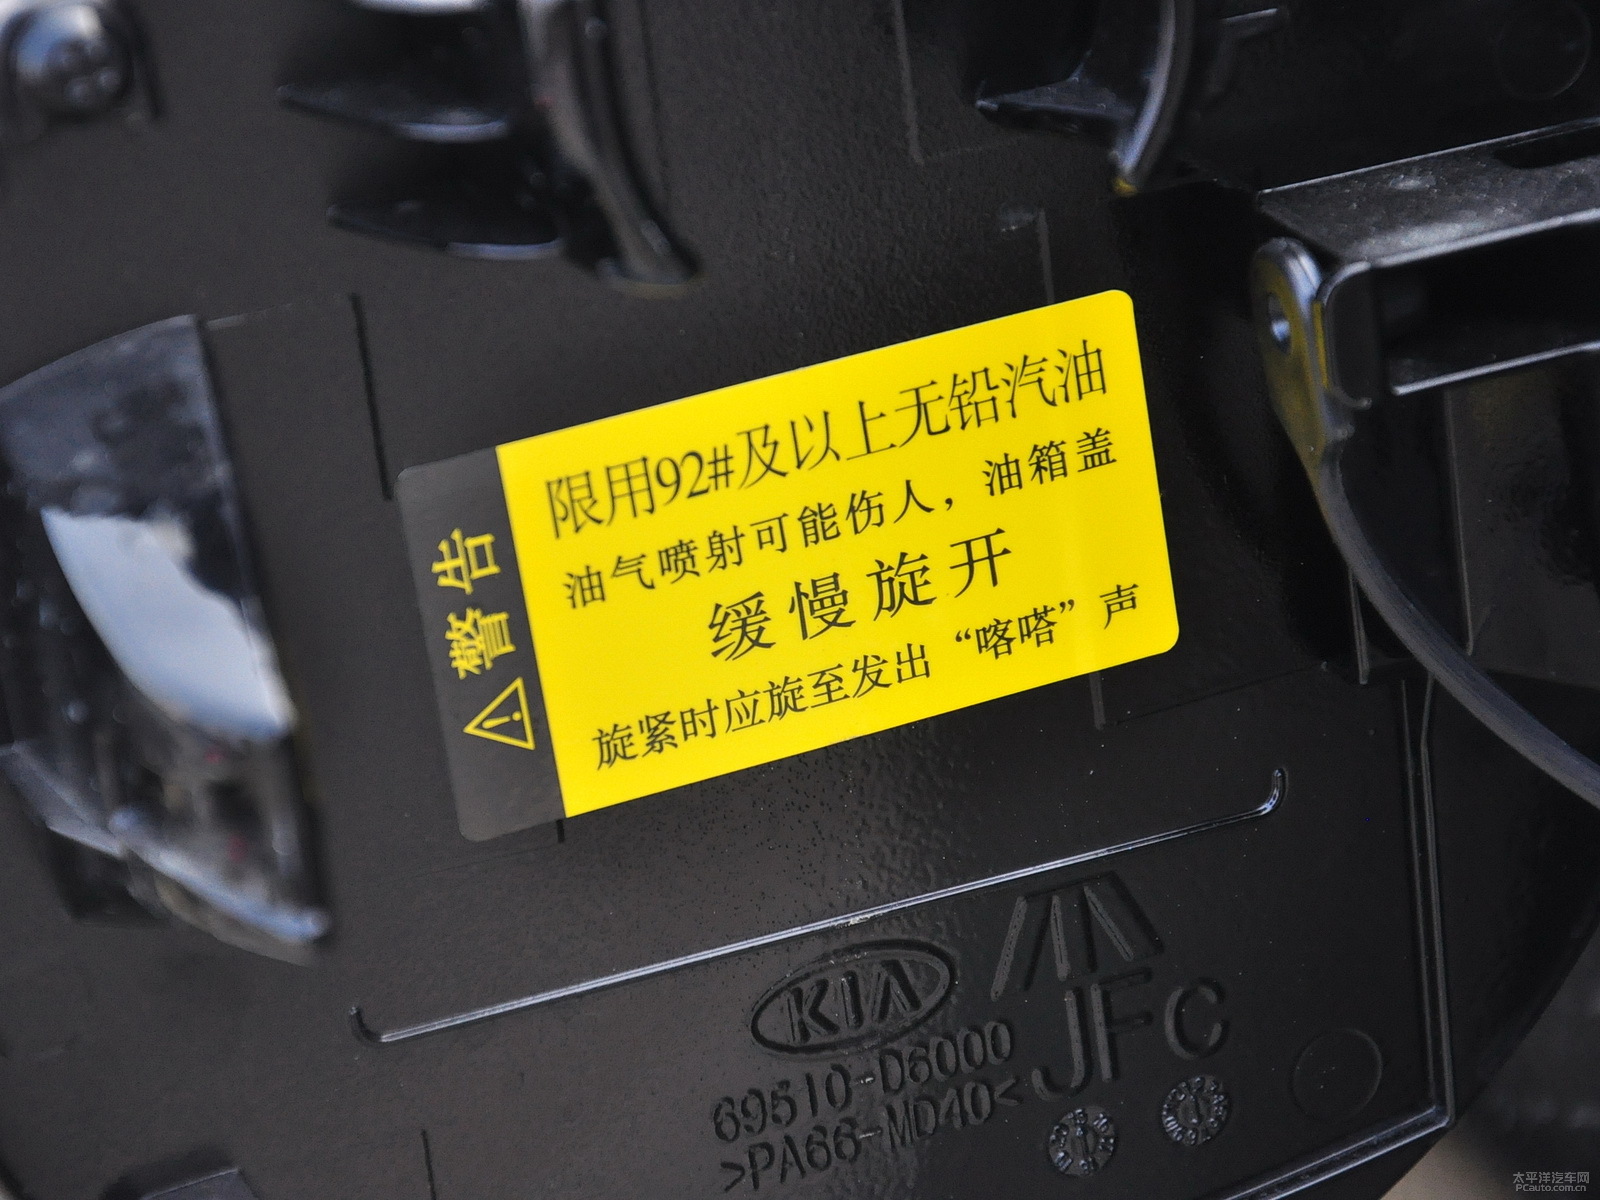 警告
限用92#及以上无铅汽油
油气喷射可能伤人，油箱盖
缓慢旋开
旋紧时应旋至发出“喀嗒”声
KIA
JFC
69510-D6000
>PA66-MD40<
太平洋汽车网
PCauto.com.cn